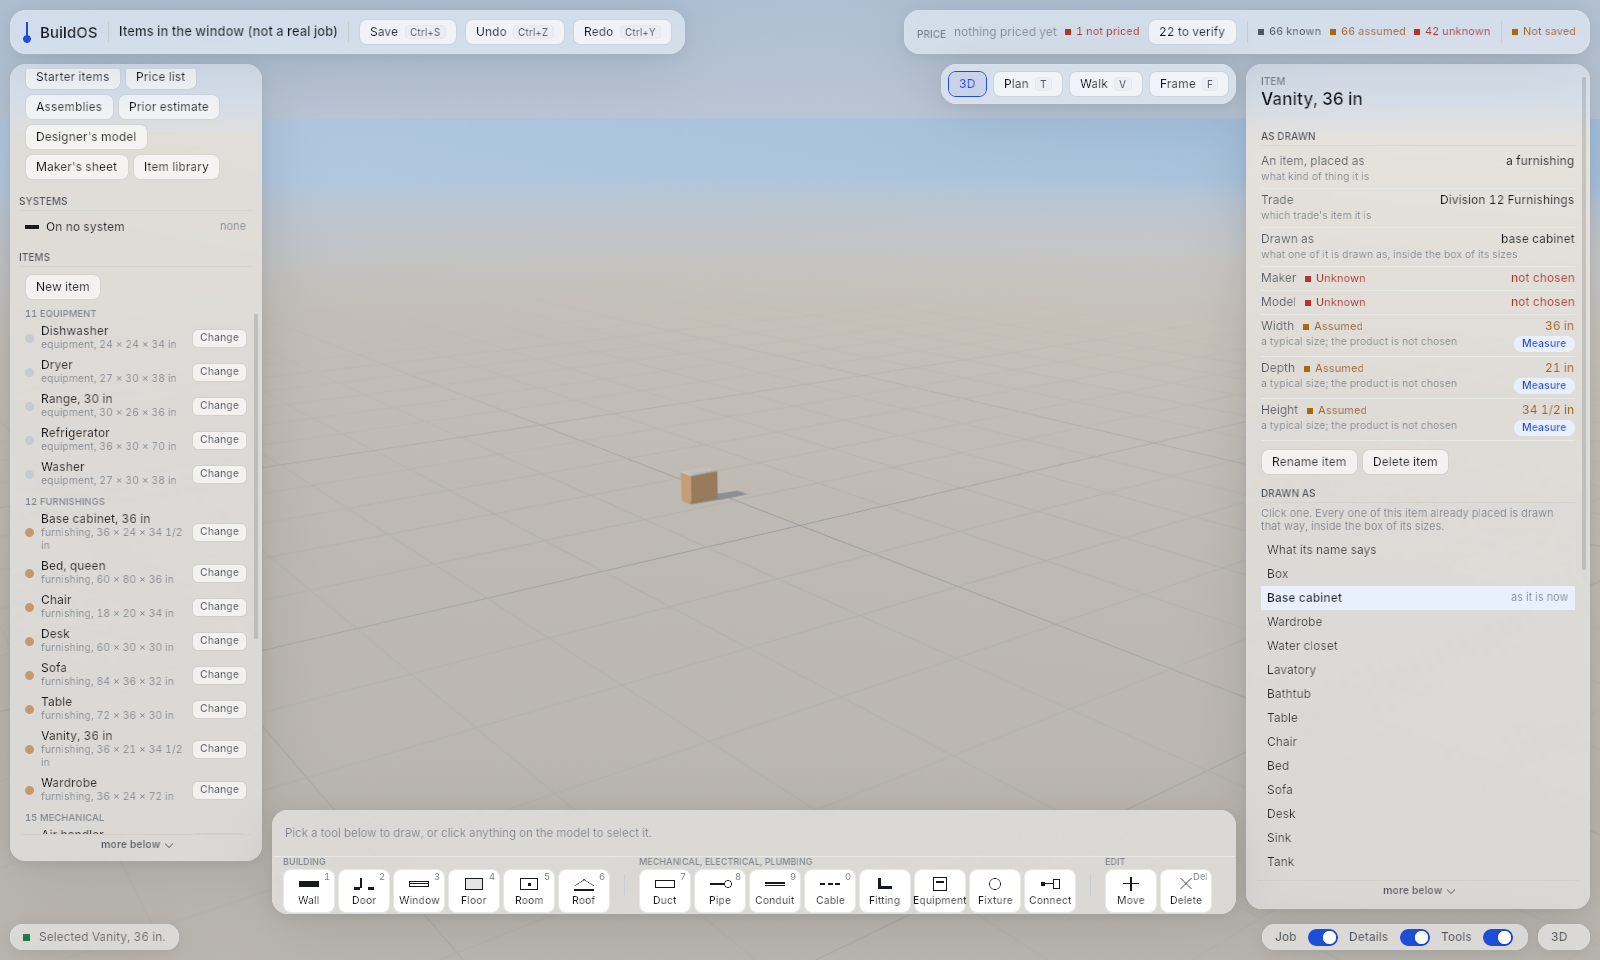 BuildOS
Items in the window (not a real job)
Save Ctrl+S
Undo Ctrl+Z
Redo Ctrl+Y
PRICE nothing priced yet 1 not priced 22 to verify 66 known 66 assumed 42 unknown Not saved
3D
Plan T
Walk V
Frame F
Starter items Price list
Assemblies Prior estimate
Designer's model
Maker's sheet Item library
SYSTEMS
On no system none
ITEMS
New item
11 EQUIPMENT
Dishwasher
equipment, 24 × 24 × 34 in
Change
Dryer
equipment, 27 × 30 × 38 in
Change
Range, 30 in
equipment, 30 × 26 × 36 in
Change
Refrigerator
equipment, 36 × 30 × 70 in
Change
Washer
equipment, 27 × 30 × 38 in
Change
12 FURNISHINGS
Base cabinet, 36 in
furnishing, 36 × 24 × 34 1/2
in
Change
Bed, queen
furnishing, 60 × 80 × 36 in
Change
Chair
furnishing, 18 × 20 × 34 in
Change
Desk
furnishing, 60 × 30 × 30 in
Change
Sofa
furnishing, 84 × 36 × 32 in
Change
Table
furnishing, 72 × 36 × 30 in
Change
Vanity, 36 in
furnishing, 36 × 21 × 34 1/2
in
Change
Wardrobe
furnishing, 36 × 24 × 72 in
Change
15 MECHANICAL
Air handler
more below
Selected Vanity, 36 in.
Pick a tool below to draw, or click anything on the model to select it.
BUILDING
Wall 1
Door 2
Window 3
Floor 4
Room 5
Roof 6
MECHANICAL, ELECTRICAL, PLUMBING
Duct 7
Pipe 8
Conduit 9
Cable 0
Fitting
Equipment
Fixture
Connect
EDIT
Move
Delete Del
ITEM
Vanity, 36 in
AS DRAWN
An item, placed as a furnishing
what kind of thing it is
Trade Division 12 Furnishings
which trade's item it is
Drawn as base cabinet
what one of it is drawn as, inside the box of its sizes
Maker Unknown not chosen
Model Unknown not chosen
Width Assumed 36 in
a typical size; the product is not chosen Measure
Depth Assumed 21 in
a typical size; the product is not chosen Measure
Height Assumed 34 1/2 in
a typical size; the product is not chosen Measure
Rename item Delete item
DRAWN AS
Click one. Every one of this item already placed is drawn
that way, inside the box of its sizes.
What its name says
Box
Base cabinet as it is now
Wardrobe
Water closet
Lavatory
Bathtub
Table
Chair
Bed
Sofa
Desk
Sink
Tank
more below
Job Details Tools 3D